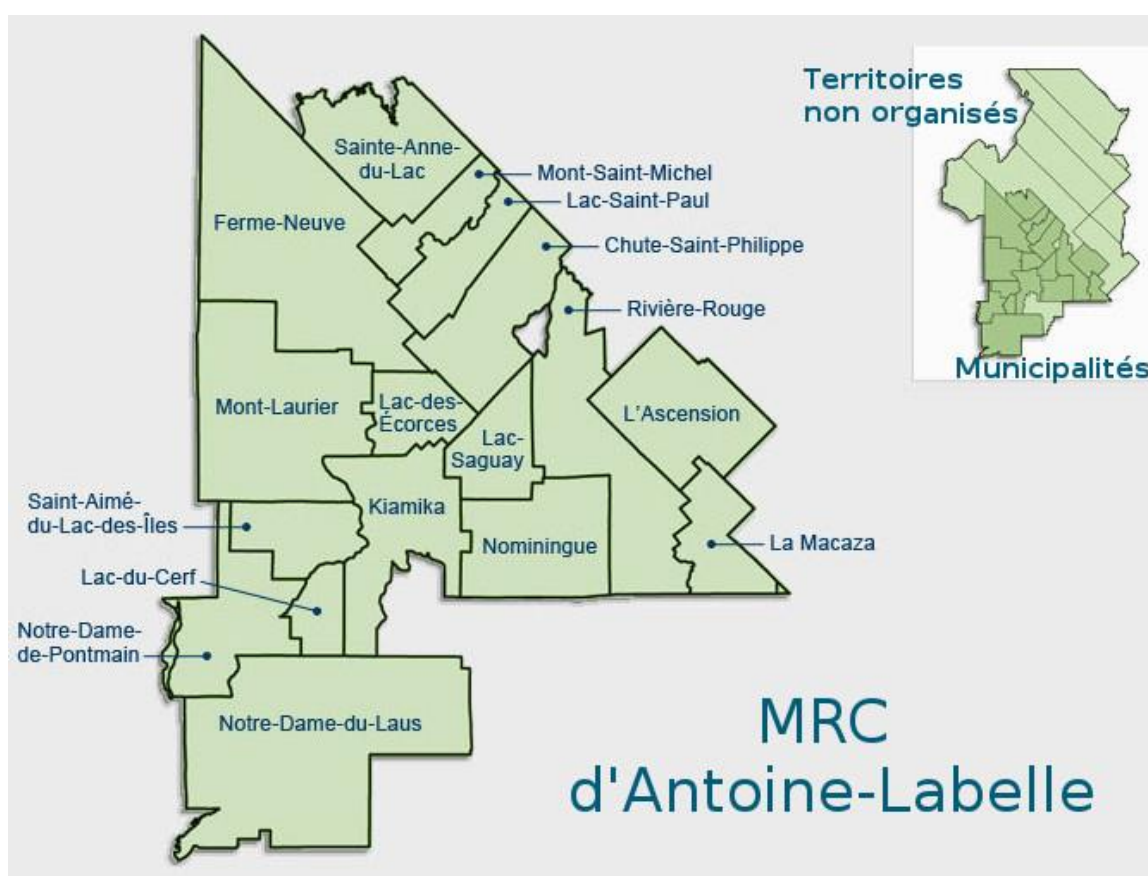 Territoires
non organisés
Municipalités
Sainte-Anne-
du-Lac
Mont-Saint-Michel
Lac-Saint-Paul
Ferme-Neuve
Chute-Saint-Philippe
Rivière-Rouge
Mont-Laurier
Lac-des-
Écorces
L'Ascension
Lac-
Saguay
Saint-Aimé-
du-Lac-des-Îles
Kiamika
Nominingue
La Macaza
Lac-du-Cerf
Notre-Dame-
de-Pontmain
Notre-Dame-du-Laus
MRC
d'Antoine-Labelle